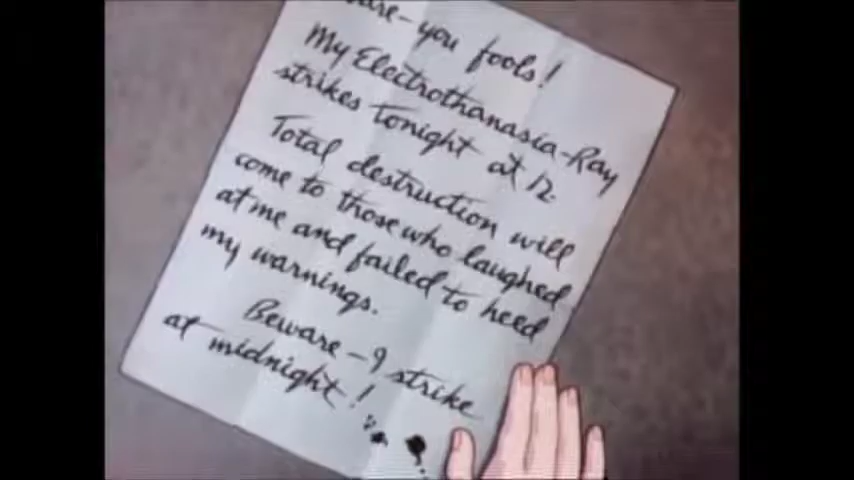 ware-you fools!
My Electrothanasia-Ray
strikes tonight at 12.
Total destruction will
come to those who laughed
at me and failed to heed
my warnings.
Beware-I strike
at midnight!